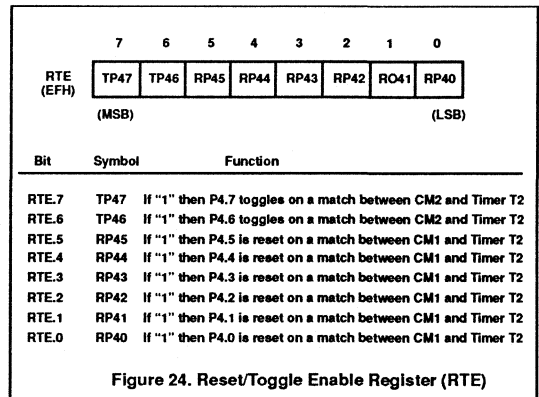 7 6 5 4 3 2 1 0
RTE (EFH) TP47 TP46 RP45 RP44 RP43 RP42 RO41 RP40
(MSB) (LSB)
Bit Symbol Function
RTE.7 TP47 If "1" then P4.7 toggles on a match between CM2 and Timer T2
RTE.6 TP46 If "1" then P4.6 toggles on a match between CM2 and Timer T2
RTE.5 RP45 If "1" then P4.5 is reset on a match between CM1 and Timer T2
RTE.4 RP44 If "1" then P4.4 is reset on a match between CM1 and Timer T2
RTE.3 RP43 If "1" then P4.3 is reset on a match between CM1 and Timer T2
RTE.2 RP42 If "1" then P4.2 is reset on a match between CM1 and Timer T2
RTE.1 RP41 If "1" then P4.1 is reset on a match between CM1 and Timer T2
RTE.0 RP40 If "1" then P4.0 is reset on a match between CM1 and Timer T2
Figure 24. Reset/Toggle Enable Register (RTE)